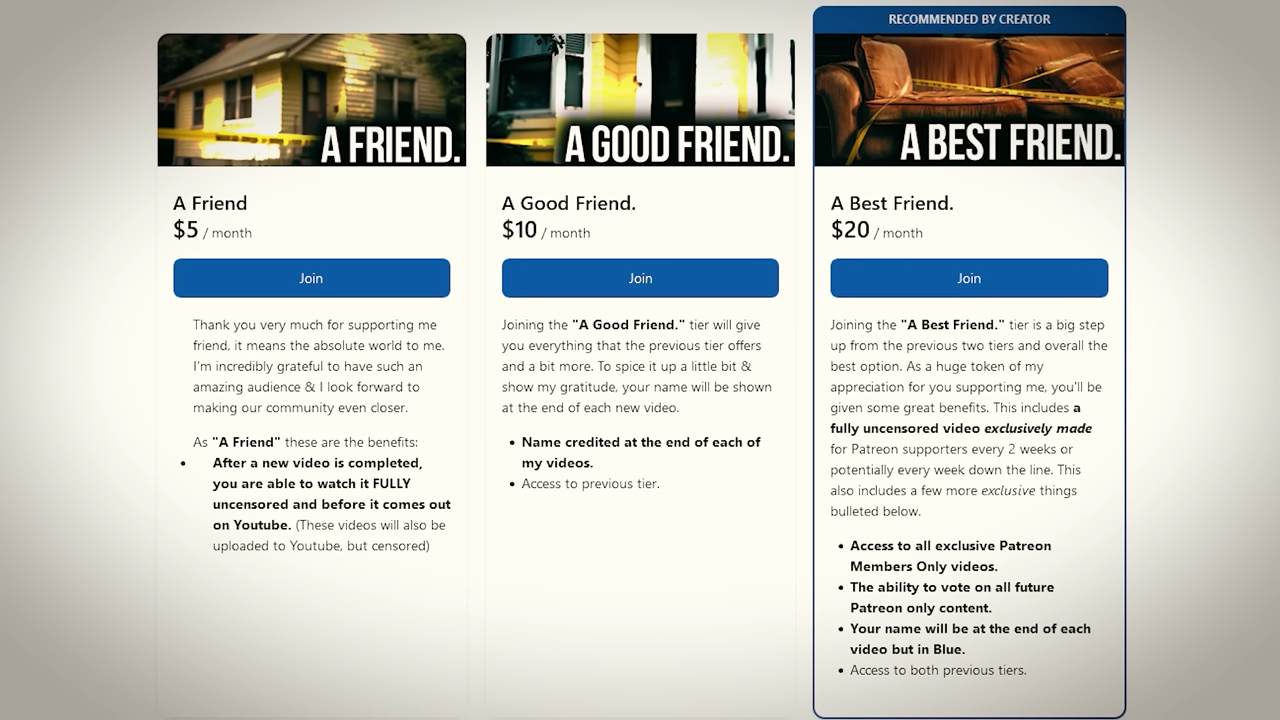 A FRIEND.
A Friend
$5 / month
Join
Thank you very much for supporting me
friend, it means the absolute world to me.
I'm incredibly grateful to have such an
amazing audience & I look forward to
making our community even closer.
As "A Friend" these are the benefits:
• After a new video is completed,
you are able to watch it FULLY
uncensored and before it comes out
on Youtube. (These videos will also be
uploaded to Youtube, but censored)
A GOOD FRIEND.
A Good Friend.
$10 / month
Join
Joining the "A Good Friend." tier will give
you everything that the previous tier offers
and a bit more. To spice it up a little bit &
show my gratitude, your name will be shown
at the end of each new video.
• Name credited at the end of each of
my videos.
• Access to previous tier.
RECOMMENDED BY CREATOR
A BEST FRIEND.
A Best Friend.
$20 / month
Join
Joining the "A Best Friend." tier is a big step
up from the previous two tiers and overall the
best option. As a huge token of my
appreciation for you supporting me, you'll be
given some great benefits. This includes a
fully uncensored video exclusively made
for Patreon supporters every 2 weeks or
potentially every week down the line. This
also includes a few more exclusive things
bulleted below.
• Access to all exclusive Patreon
Members Only videos.
• The ability to vote on all future
Patreon only content.
• Your name will be at the end of each
video but in Blue.
• Access to both previous tiers.